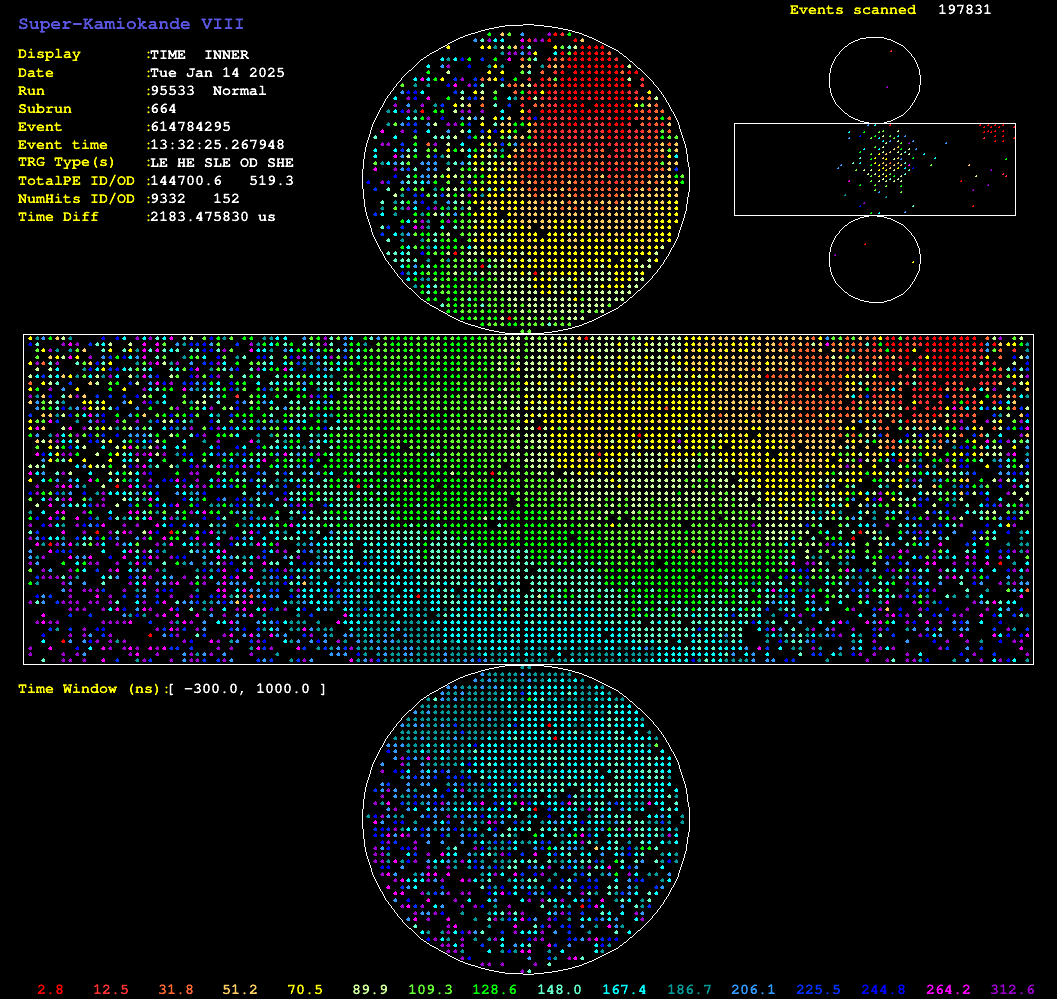 Super-Kamiokande VIII
Events scanned 197831
Display :TIME INNER
Date :Tue Jan 14 2025
Run :95533 Normal
Subrun :664
Event :614784295
Event time :13:32:25.267948
TRG Type(s) :LE HE SLE OD SHE
TotalPE ID/OD :144700.6 519.3
NumHits ID/OD :9332 152
Time Diff :2183.475830 us
Time Window (ns):[ -300.0, 1000.0 ]
2.8 12.5 31.8 51.2 70.5 89.9 109.3 128.6 148.0 167.4 186.7 206.1 225.5 244.8 264.2 312.6